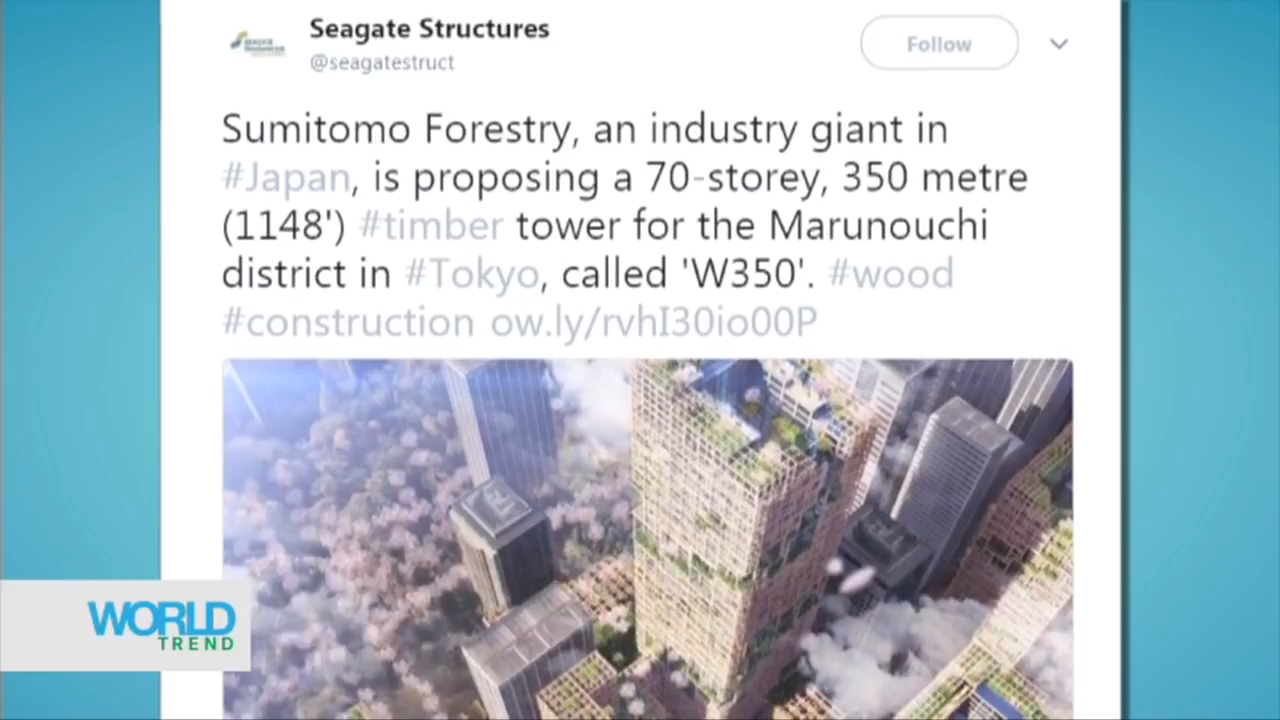 Seagate Structures
@seagatestruct
Follow
Sumitomo Forestry, an industry giant in
#Japan, is proposing a 70-storey, 350 metre
(1148') #timber tower for the Marunouchi
district in #Tokyo, called 'W350'. #wood
#construction ow.ly/rvhI30io00P
WORLD
TREND